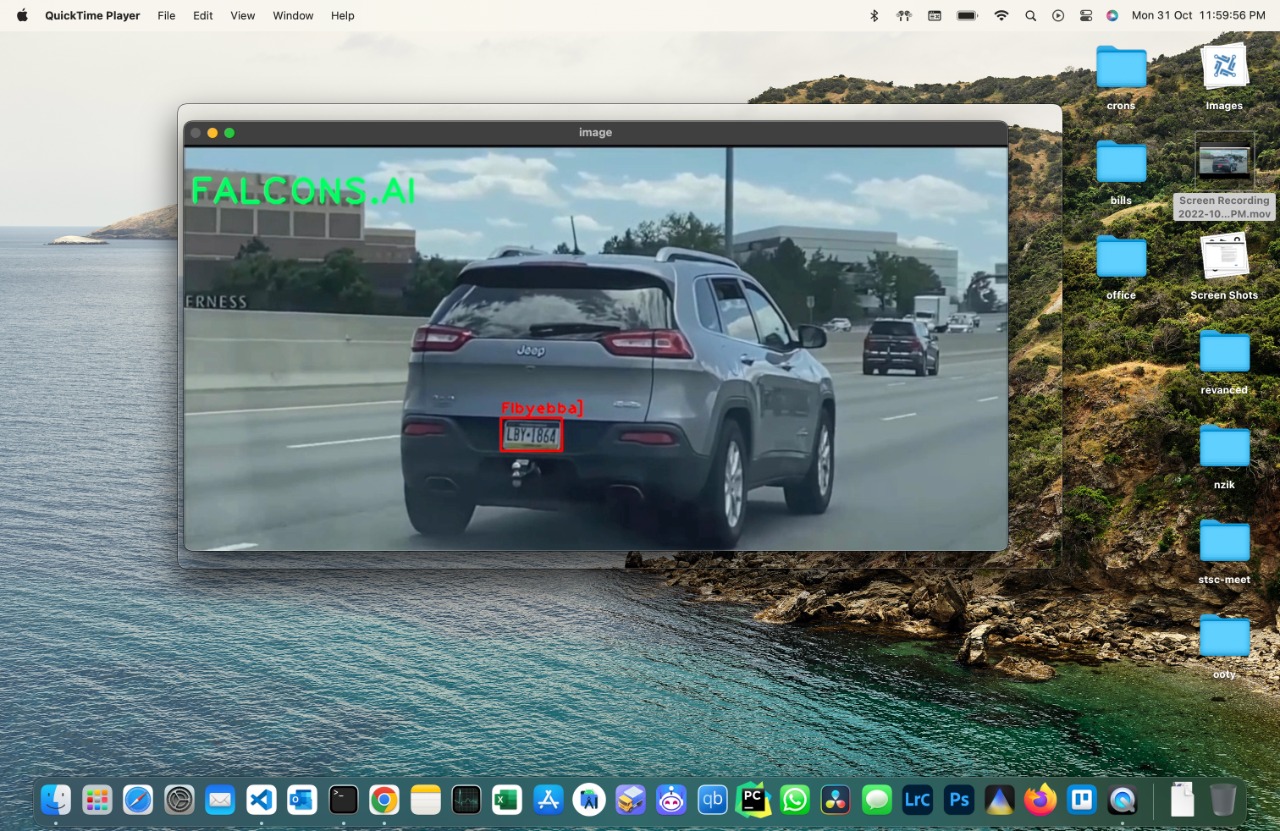 QuickTime Player File Edit View Window Help Mon 31 Oct 11:59:56 PM
crons
Images
image
FALCONS.AI
bills
Screen Recording
2022-10...PM.mov
office
Screen Shots
ERNESS
Jeep
revanced
Flbyebba]
LBY•1864
nzik
stsc-meet
ooty
AI
qb
PC
LrC
Ps